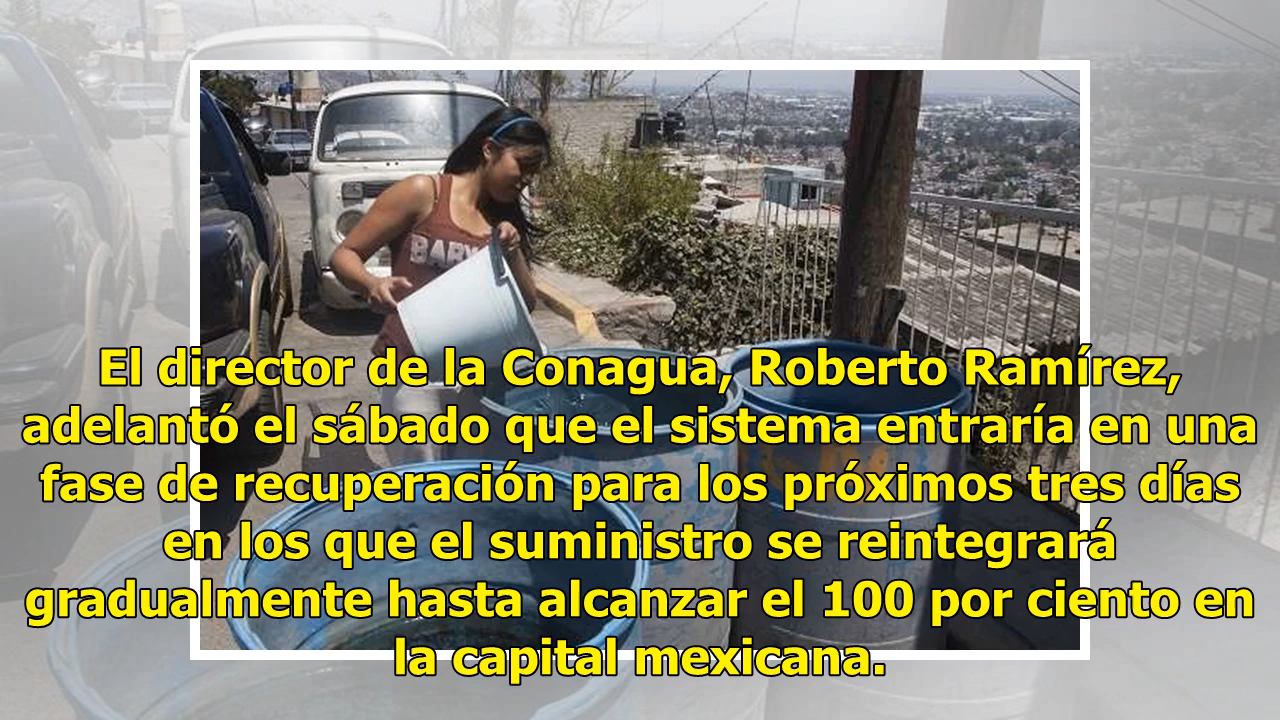 BABY
El director de la Conagua, Roberto Ramírez,
adelantó el sábado que el sistema entraría en una
fase de recuperación para los próximos tres días
en los que el suministro se reintegrará
gradualmente hasta alcanzar el 100 por ciento en
la capital mexicana.